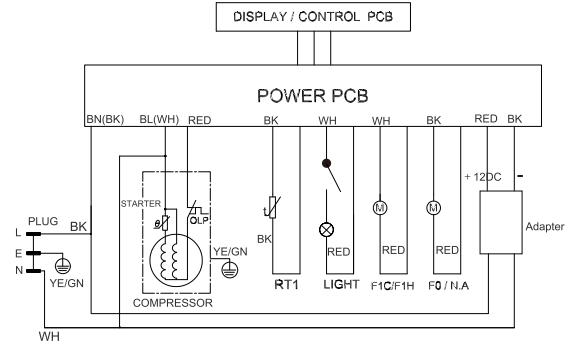 DISPLAY / CONTROL PCB
POWER PCB
BN(BK) BL(WH) RED BK WH WH BK RED BK
+ 12DC -
STARTER
θ
OLP
t
M M
PLUG
BK
L
E
N
YE/GN
YE/GN
BK
RED RED RED
Adapter
COMPRESSOR
RT1 LIGHT F1C/F1H F0 / N.A
WH